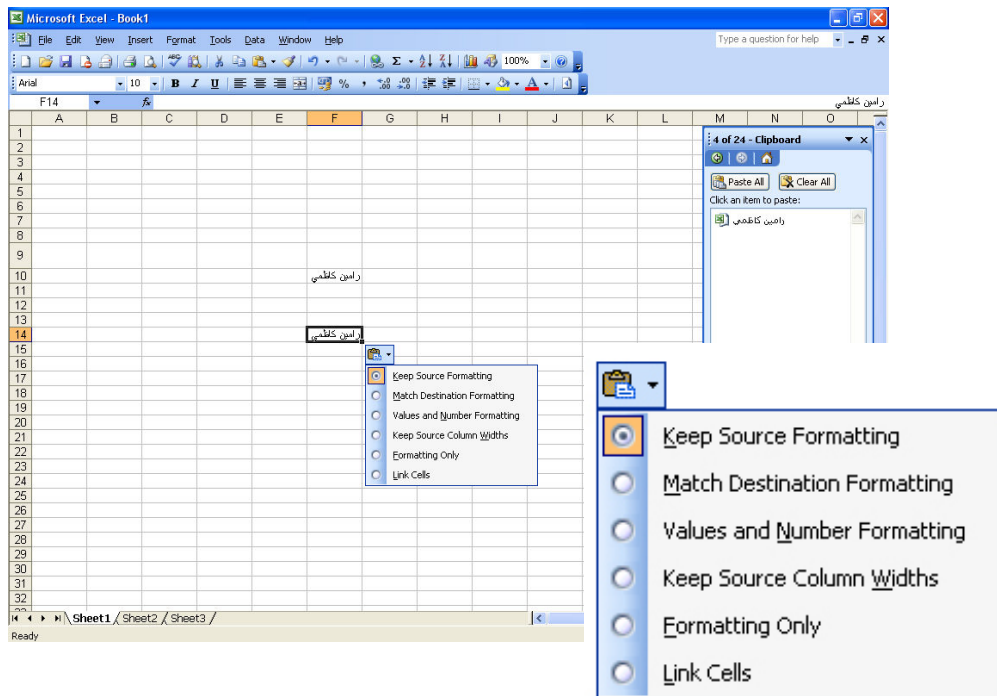 Microsoft Excel - Book1
File Edit View Insert Format Tools Data Window Help Type a question for help
100%
Arial 10 B I U
F14 fx رامين كاظمي
A B C D E F G H I J K L M N O
1
2
3
4
5
6
7
8
9
10 رامين كاظمي
11
12
13
14 رامين كاظمي
15
16
17
18
19
20
21
22
23
24
25
26
27
28
29
30
31
32
4 of 24 - Clipboard
Paste All Clear All
Click an item to paste:
رامين كاظمي
Keep Source Formatting
Match Destination Formatting
Values and Number Formatting
Keep Source Column Widths
Formatting Only
Link Cells
Sheet1 / Sheet2 / Sheet3 /
Ready
Keep Source Formatting
Match Destination Formatting
Values and Number Formatting
Keep Source Column Widths
Formatting Only
Link Cells